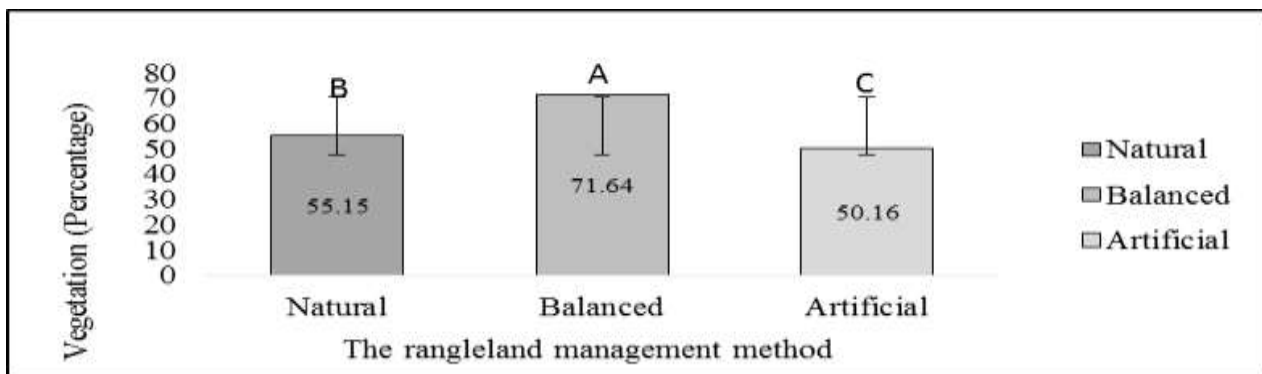 Vegetation (Percentage)
80
70
60
50
40
30
20
10
0
B
A
C
55.15
71.64
50.16
Natural
Balanced
Artificial
The rangleland management method
Natural
Balanced
Artificial